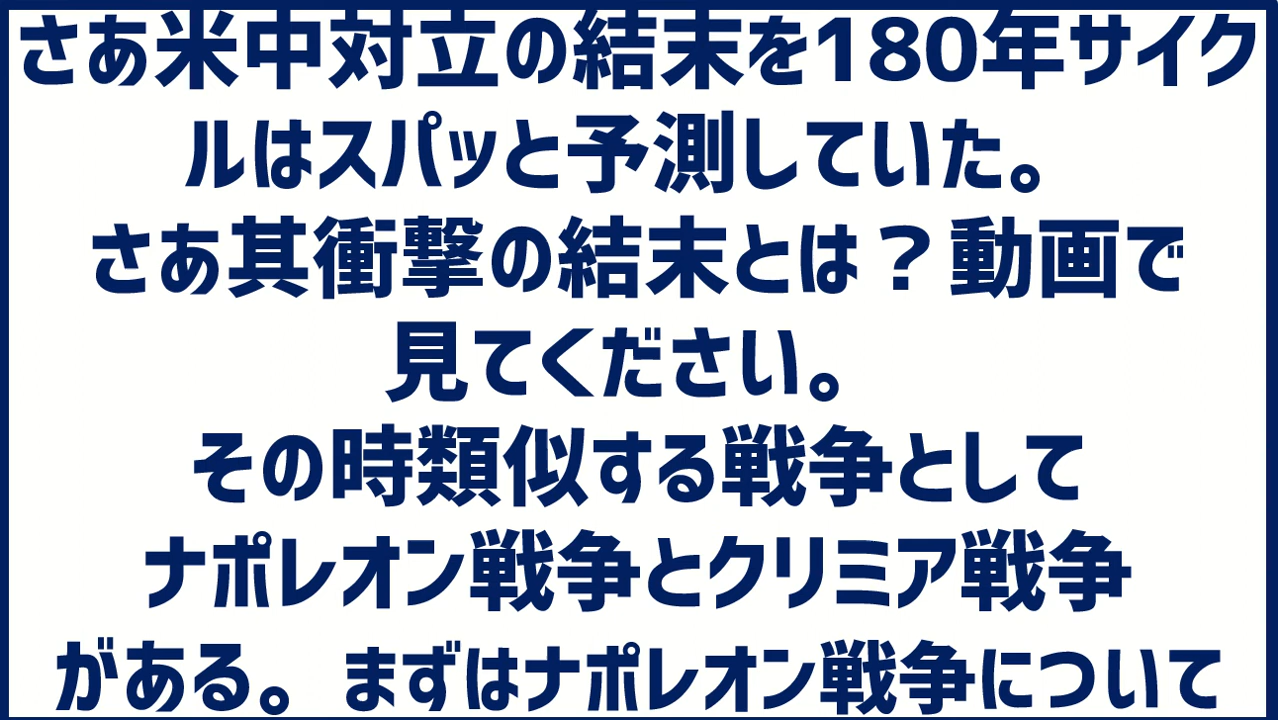 さあ米中対立の結末を180年サイク
ルはスパッと予測していた。
さあ其衝撃の結末とは？動画で
見てください。
その時類似する戦争として
ナポレオン戦争とクリミア戦争
がある。まずはナポレオン戦争について